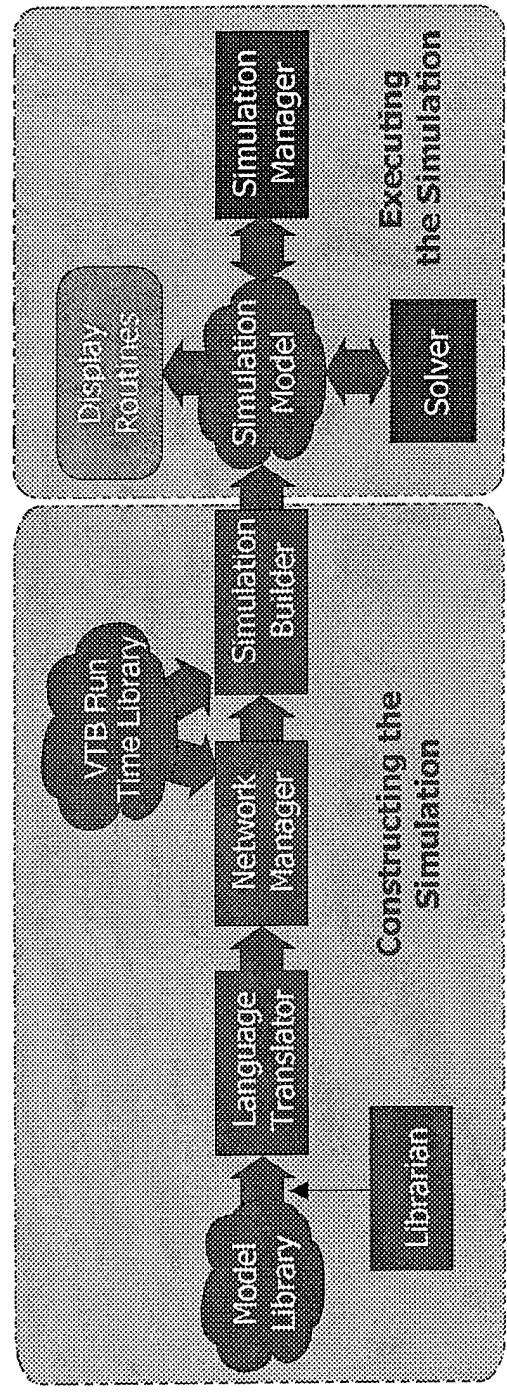 Model
Library
Librarian
Language
Translator
Network
Manager
VTB Run
Time Library
Simulation
Builder
Constructing the
Simulation
Simulation
Model
Display
Routines
Solver
Simulation
Manager
Executing
the Simulation